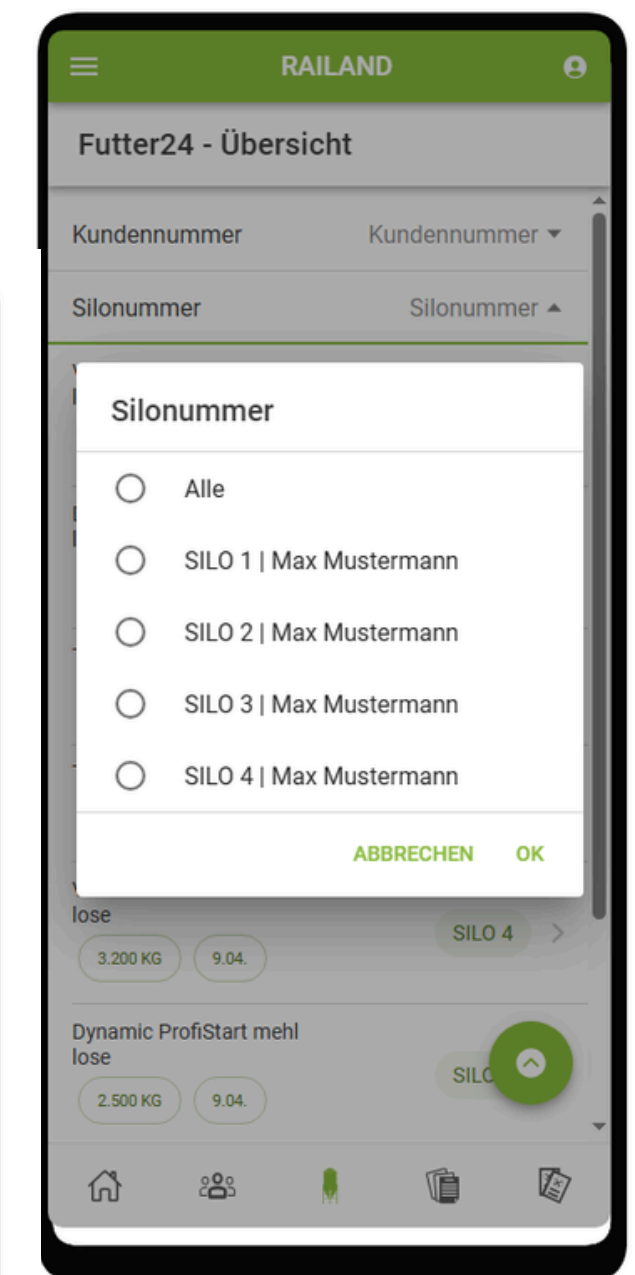 RAILAND
Futter24 - Übersicht
Kundennummer Kundennummer
Silonummer Silonummer
Silonummer
Alle
SILO 1 | Max Mustermann
SILO 2 | Max Mustermann
SILO 3 | Max Mustermann
SILO 4 | Max Mustermann
ABBRECHEN OK
lose
SILO 4
3.200 KG 9.04.
Dynamic ProfiStart mehl
lose
2.500 KG 9.04.